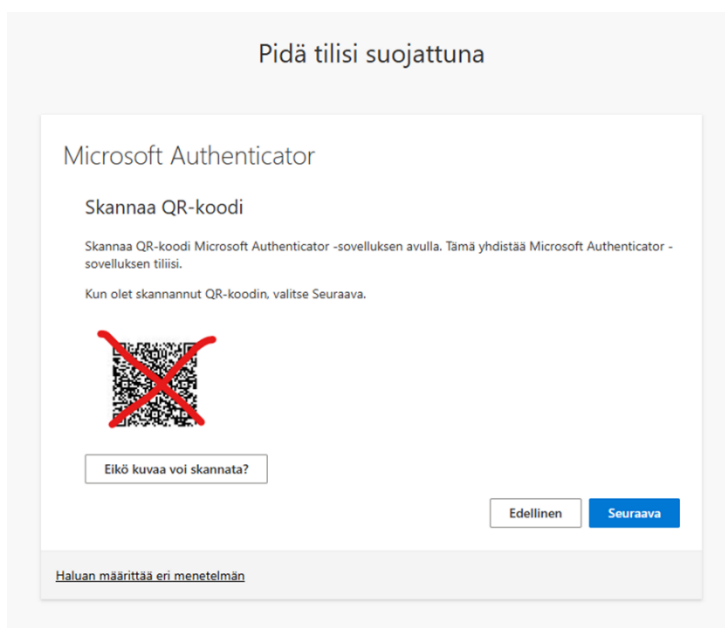 Pidä tilisi suojattuna
Microsoft Authenticator
Skannaa QR-koodi
Skannaa QR-koodi Microsoft Authenticator -sovelluksen avulla. Tämä yhdistää Microsoft Authenticator -
sovelluksen tiliisi.
Kun olet skannannut QR-koodin, valitse Seuraava.
Eikö kuvaa voi skannata?
Edellinen
Seuraava
Haluan määrittää eri menetelmän